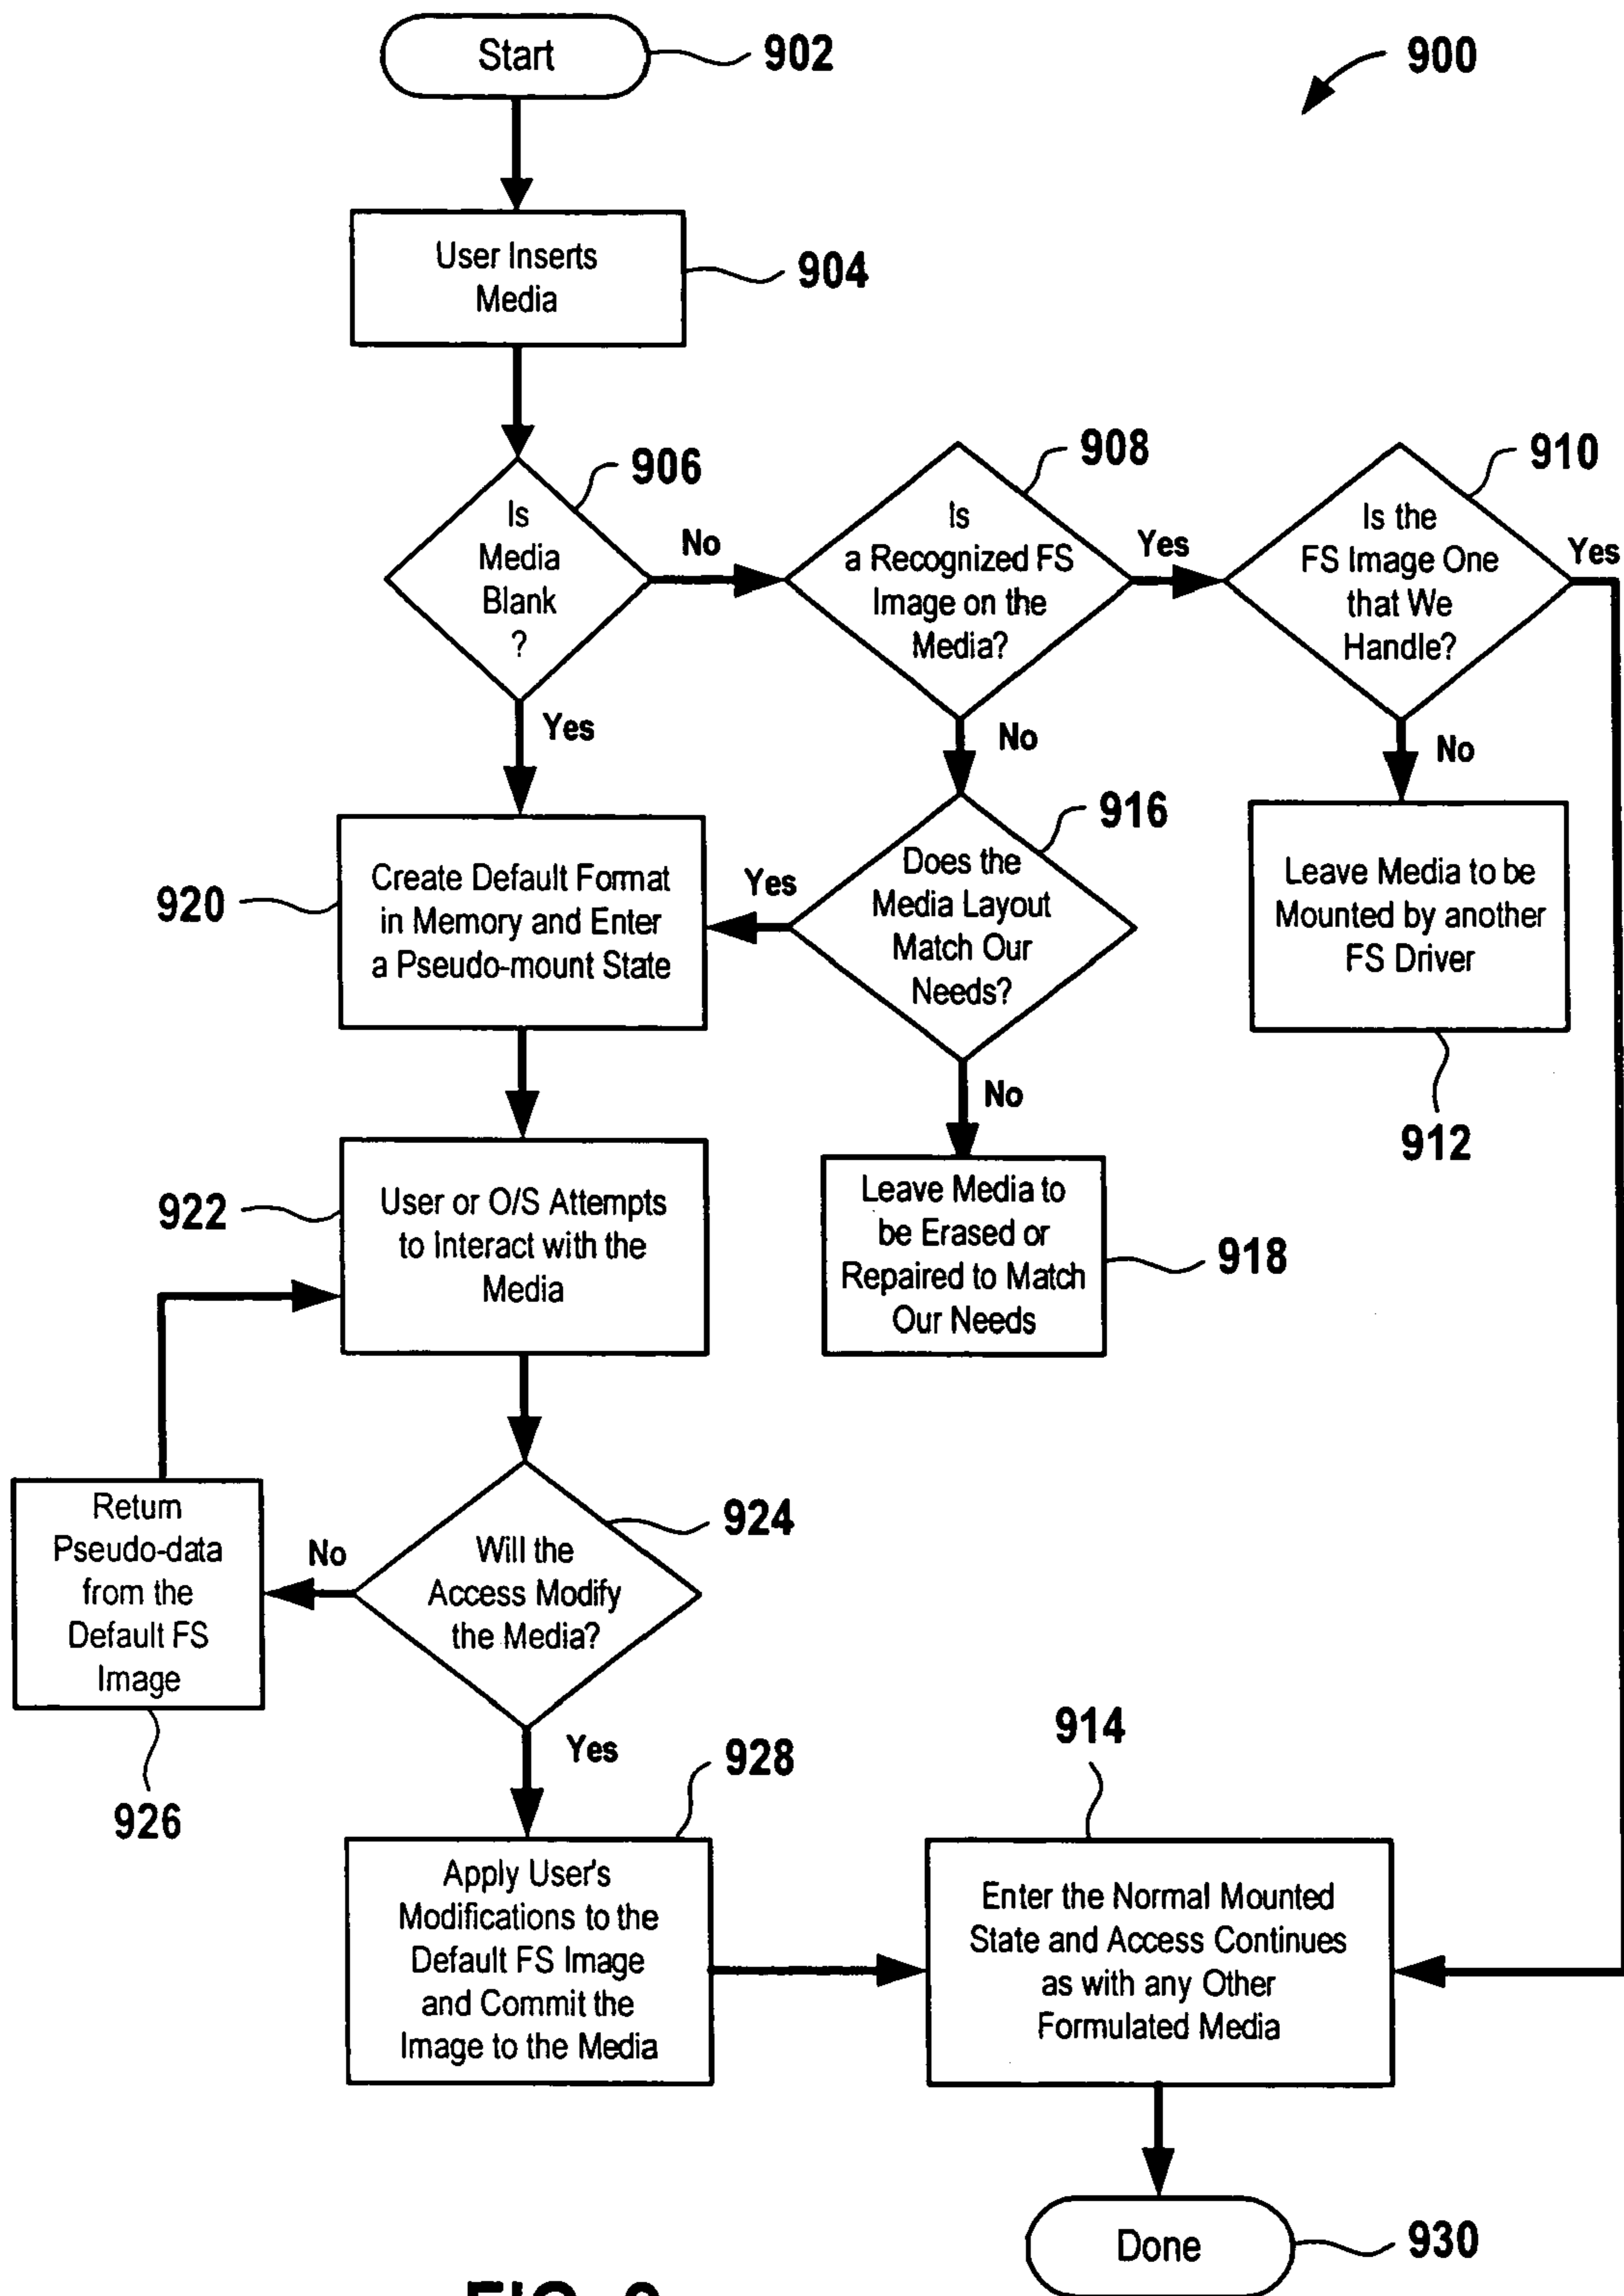 Start
902
900
User Inserts
Media
904
906
Is
Media
Blank
?
No
Yes
908
Is
a Recognized FS
Image on the
Media?
Yes
No
910
Is the
FS Image One
that We
Handle?
Yes
No
920
Create Default Format
in Memory and Enter
a Pseudo-mount State
Yes
916
Does the
Media Layout
Match Our
Needs?
No
Leave Media to be
Mounted by another
FS Driver
912
922
User or O/S Attempts
to Interact with the
Media
Leave Media to
be Erased or
Repaired to Match
Our Needs
918
Return
Pseudo-data
from the
Default FS
Image
926
No
924
Will the
Access Modify
the Media?
Yes
928
Apply User's
Modifications to the
Default FS Image
and Commit the
Image to the Media
914
Enter the Normal Mounted
State and Access Continues
as with any Other
Formulated Media
Done
930